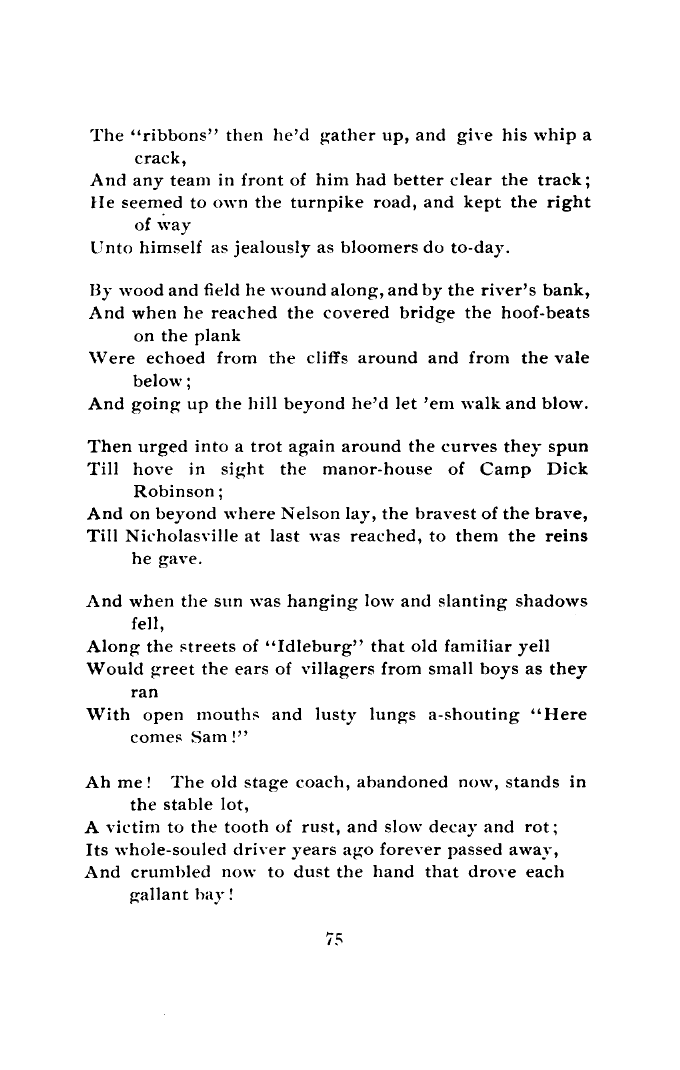 The “ribbons” then he’d gather up, and give his whip a
crack,
And any team in front of him had better clear the track;
He seemed to own the turnpike road, and kept the right
of way
Unto himself as jealously as bloomers do to-day.
By wood and field he wound along, and by the river’s bank,
And when he reached the covered bridge the hoof-beats
on the plank
Were echoed from the cliffs around and from the vale
below;
And going up the hill beyond he’d let ’em walk and blow.
Then urged into a trot again around the curves they spun
Till hove in sight the manor-house of Camp Dick
Robinson;
And on beyond where Nelson lay, the bravest of the brave,
Till Nicholasville at last was reached, to them the reins
he gave.
And when the sun was hanging low and slanting shadows
fell,
Along the streets of “Idleburg” that old familiar yell
Would greet the ears of villagers from small boys as they
ran
With open mouths and lusty lungs a-shouting “Here
comes Sam!”
Ah me! The old stage coach, abandoned now, stands in
the stable lot,
A victim to the tooth of rust, and slow decay and rot;
Its whole-souled driver years ago forever passed away,
And crumbled now to dust the hand that drove each
gallant bay!
75